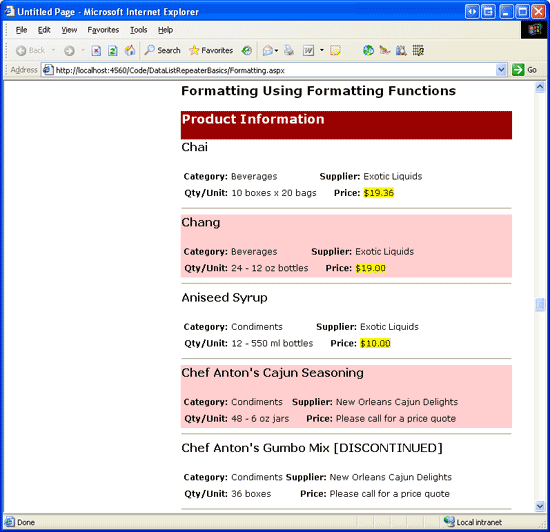 Untitled Page - Microsoft Internet Explorer
File Edit View Favorites Tools Help
Back Search Favorites
Address http://localhost:4560/Code/DataListRepeaterBasics/Formatting.aspx Go
Formatting Using Formatting Functions
Product Information
Chai
Category: Beverages Supplier: Exotic Liquids
Qty/Unit: 10 boxes x 20 bags Price: $19.36
Chang
Category: Beverages Supplier: Exotic Liquids
Qty/Unit: 24 - 12 oz bottles Price: $19.00
Aniseed Syrup
Category: Condiments Supplier: Exotic Liquids
Qty/Unit: 12 - 550 ml bottles Price: $10.00
Chef Anton's Cajun Seasoning
Category: Condiments Supplier: New Orleans Cajun Delights
Qty/Unit: 48 - 6 oz jars Price: Please call for a price quote
Chef Anton's Gumbo Mix [DISCONTINUED]
Category: Condiments Supplier: New Orleans Cajun Delights
Qty/Unit: 36 boxes Price: Please call for a price quote
Done Local intranet